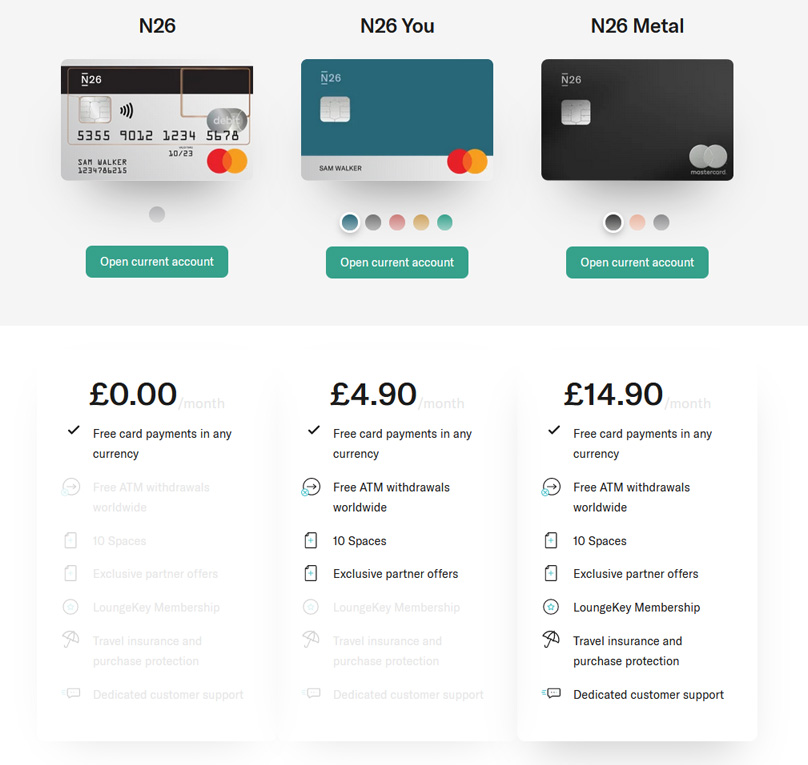 N26
N26 You
N26 Metal
N26
debit
5355 9012 1234 5678
10/23
SAM WALKER
1234786215
N26
SAM WALKER
N26
mastercard.
Open current account
Open current account
Open current account
£0.00/month
Free card payments in any
currency
Free ATM withdrawals
worldwide
10 Spaces
Exclusive partner offers
LoungeKey Membership
Travel insurance and
purchase protection
Dedicated customer support
£4.90/month
Free card payments in any
currency
Free ATM withdrawals
worldwide
10 Spaces
Exclusive partner offers
LoungeKey Membership
Travel insurance and
purchase protection
Dedicated customer support
£14.90/month
Free card payments in any
currency
Free ATM withdrawals
worldwide
10 Spaces
Exclusive partner offers
LoungeKey Membership
Travel insurance and
purchase protection
Dedicated customer support